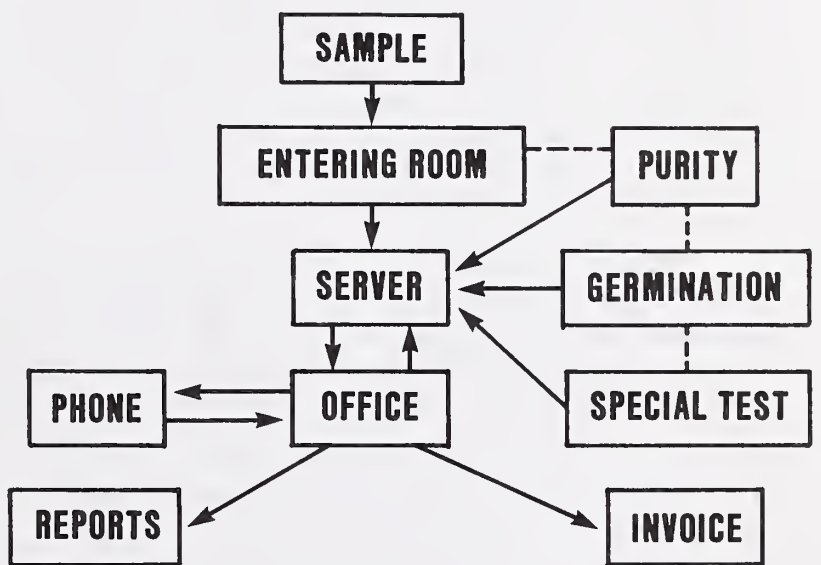 SAMPLE
ENTERING ROOM
PURITY
SERVER
GERMINATION
PHONE
OFFICE
SPECIAL TEST
REPORTS
INVOICE